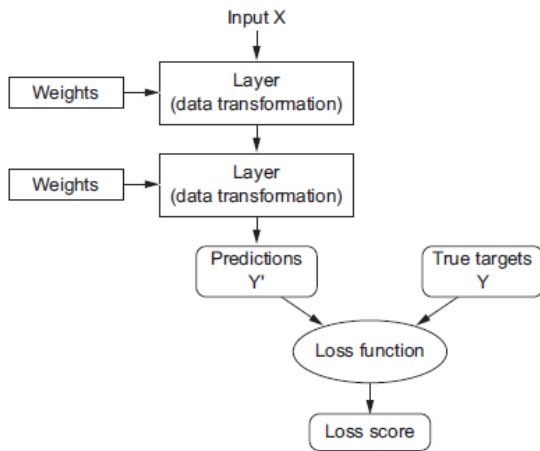 Input X
Weights
Layer
(data transformation)
Weights
Layer
(data transformation)
Predictions
Y'
True targets
Y
Loss function
Loss score